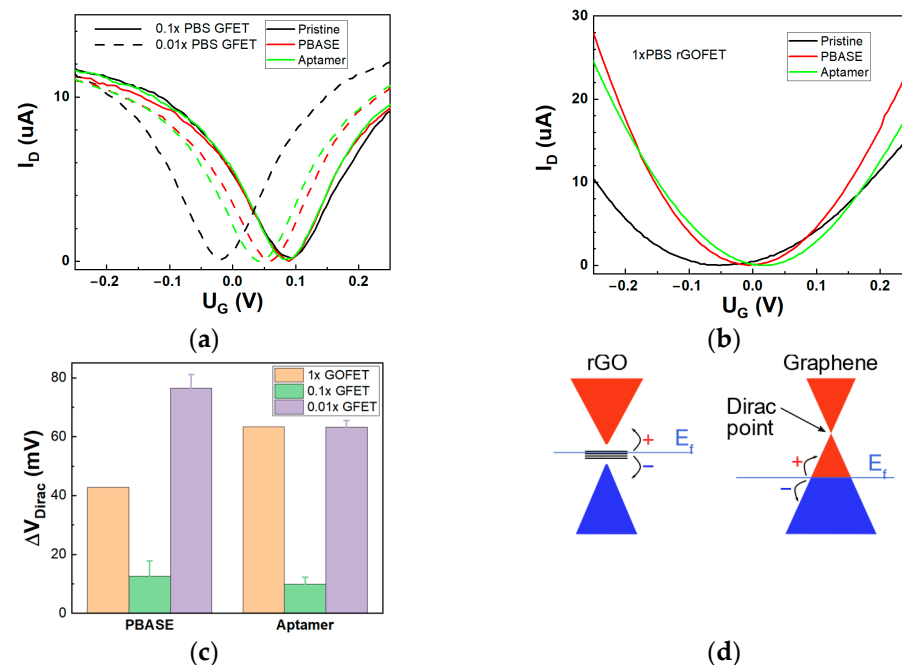 0.1x PBS GFET
0.01x PBS GFET
Pristine
PBASE
Aptamer
10
0
I_D (uA)
−0.2 −0.1 0.0 0.1 0.2
U_G (V)
(a)
30
20
10
0
I_D (uA)
1xPBS rGOFET
Pristine
PBASE
Aptamer
−0.2 −0.1 0.0 0.1 0.2
U_G (V)
(b)
80
60
40
20
0
ΔV_Dirac (mV)
1x GOFET
0.1x GFET
0.01x GFET
PBASE Aptamer
(c)
rGO Graphene
Dirac
point
+ E_f
−
+ E_f
−
(d)